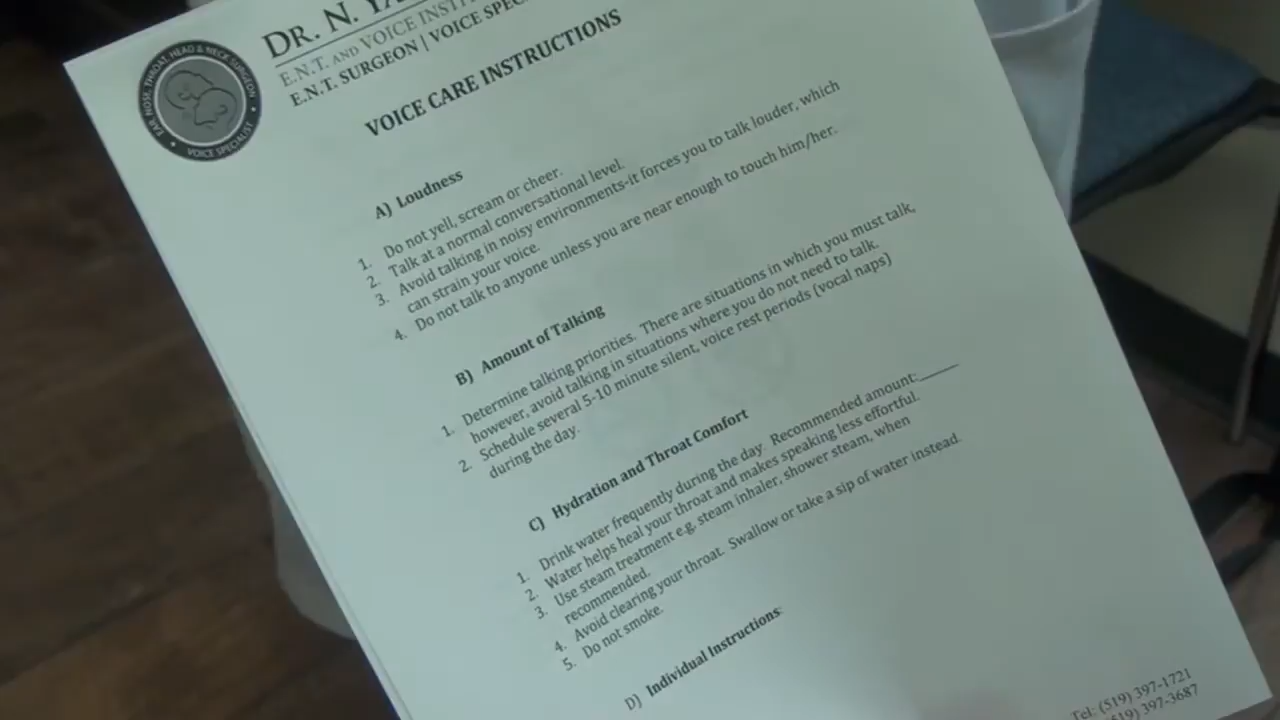 DR. N. YA
E.N.T. AND VOICE INSTI
E.N.T. SURGEON | VOICE SPEC
EAR, NOSE, THROAT, HEAD & NECK SURGEON
VOICE SPECIALIST
VOICE CARE INSTRUCTIONS
A) Loudness
1. Do not yell, scream or cheer.
2. Talk at a normal conversational level.
3. Avoid talking in noisy environments-it forces you to talk louder, which
can strain your voice.
4. Do not talk to anyone unless you are near enough to touch him/her.
B) Amount of Talking
1. Determine talking priorities. There are situations in which you must talk,
however, avoid talking in situations where you do not need to talk.
2. Schedule several 5-10 minute silent, voice rest periods (vocal naps)
during the day.
C) Hydration and Throat Comfort
1. Drink water frequently during the day. Recommended amount:_____
2. Water helps heal your throat and makes speaking less effortful.
3. Use steam treatment e.g. steam inhaler, shower steam, when
recommended.
4. Avoid clearing your throat. Swallow or take a sip of water instead.
5. Do not smoke.
D) Individual Instructions:
Tel: (519) 397-1721
(519) 397-3687